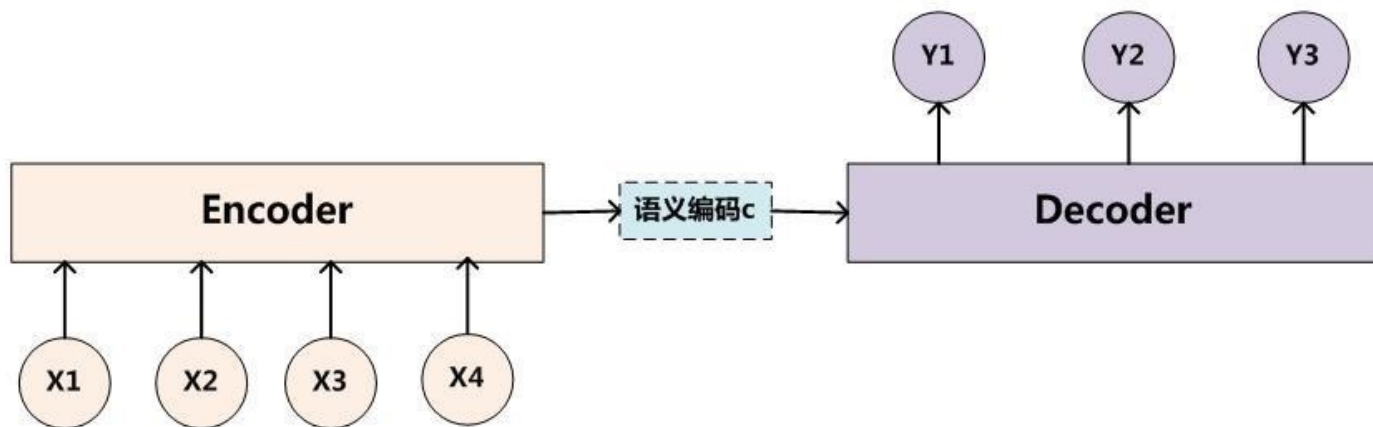 Y1 Y2 Y3
Encoder 语义编码c Decoder
X1 X2 X3 X4